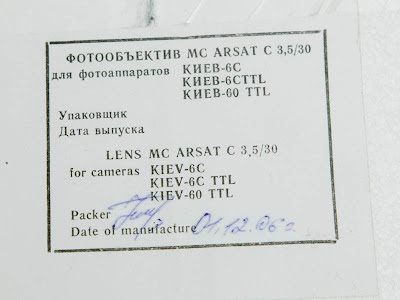 ФОТООБЪЕКТИВ MC ARSAT C 3,5/30
для фотоаппаратов КИЕВ-6С
КИЕВ-6СTTL
КИЕВ-60 TTL
Упаковщик
Дата выпуска
LENS MC ARSAT C 3,5/30
for cameras KIEV-6C
KIEV-6C TTL
KIEV-60 TTL
Packer
Date of manufacture 01.12.06г